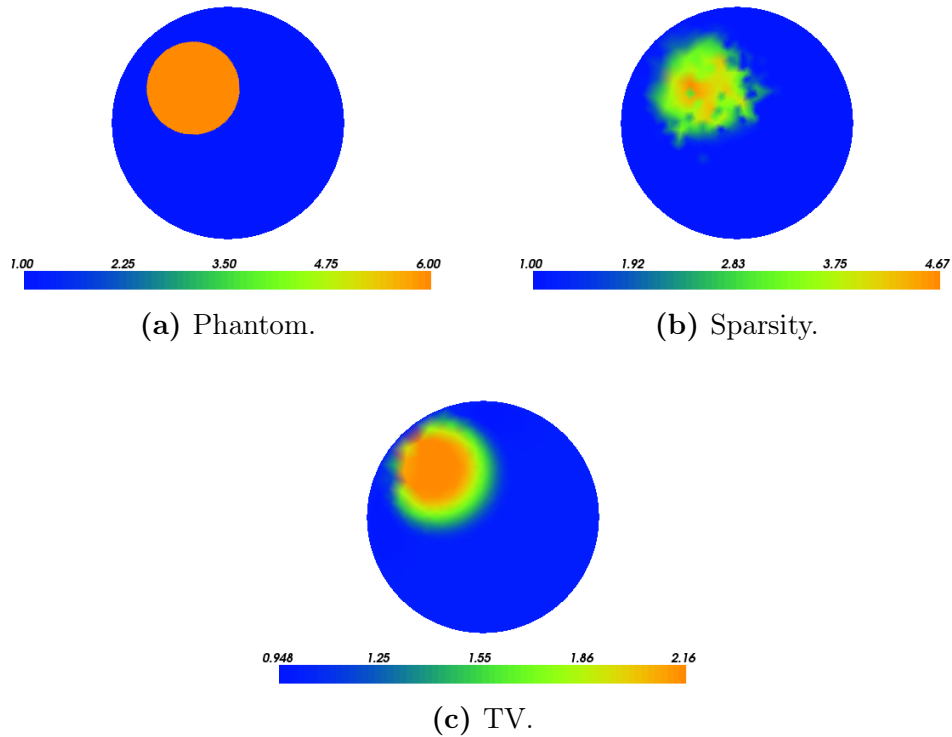 1.00 2.25 3.50 4.75 6.00
(a) Phantom.
1.00 1.92 2.83 3.75 4.67
(b) Sparsity.
0.948 1.25 1.55 1.86 2.16
(c) TV.